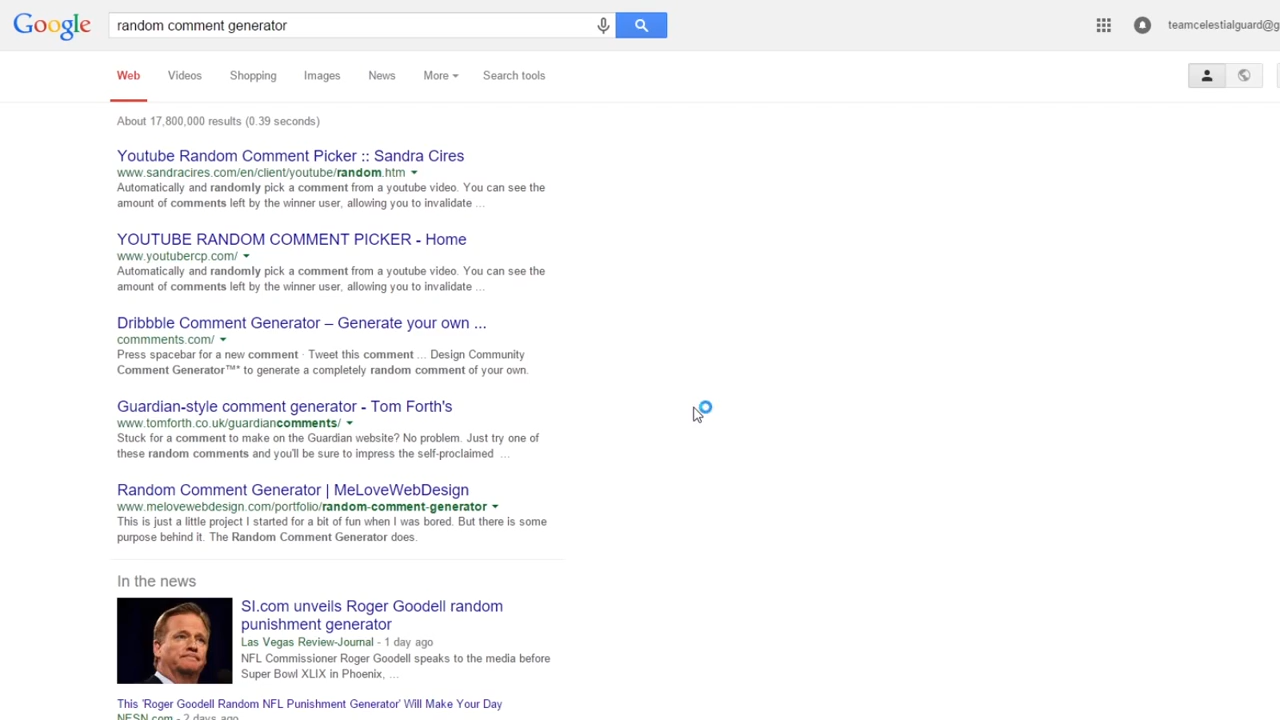 Google random comment generator teamcelestialguard@g
Web Videos Shopping Images News More Search tools
About 17,800,000 results (0.39 seconds)
Youtube Random Comment Picker :: Sandra Cires
www.sandracires.com/en/client/youtube/random.htm
Automatically and randomly pick a comment from a youtube video. You can see the
amount of comments left by the winner user, allowing you to invalidate ...
YOUTUBE RANDOM COMMENT PICKER - Home
www.youtubercp.com/
Automatically and randomly pick a comment from a youtube video. You can see the
amount of comments left by the winner user, allowing you to invalidate ...
Dribbble Comment Generator – Generate your own ...
commments.com/
Press spacebar for a new comment · Tweet this comment ... Design Community
Comment Generator™* to generate a completely random comment of your own.
Guardian-style comment generator - Tom Forth's
www.tomforth.co.uk/guardiancomments/
Stuck for a comment to make on the Guardian website? No problem. Just try one of
these random comments and you'll be sure to impress the self-proclaimed ...
Random Comment Generator | MeLoveWebDesign
www.melovewebdesign.com/portfolio/random-comment-generator
This is just a little project I started for a bit of fun when I was bored. But there is some
purpose behind it. The Random Comment Generator does.
In the news
SI.com unveils Roger Goodell random
punishment generator
Las Vegas Review-Journal - 1 day ago
NFL Commissioner Roger Goodell speaks to the media before
Super Bowl XLIX in Phoenix, ...
This 'Roger Goodell Random NFL Punishment Generator' Will Make Your Day
NESN.com - 2 days ago